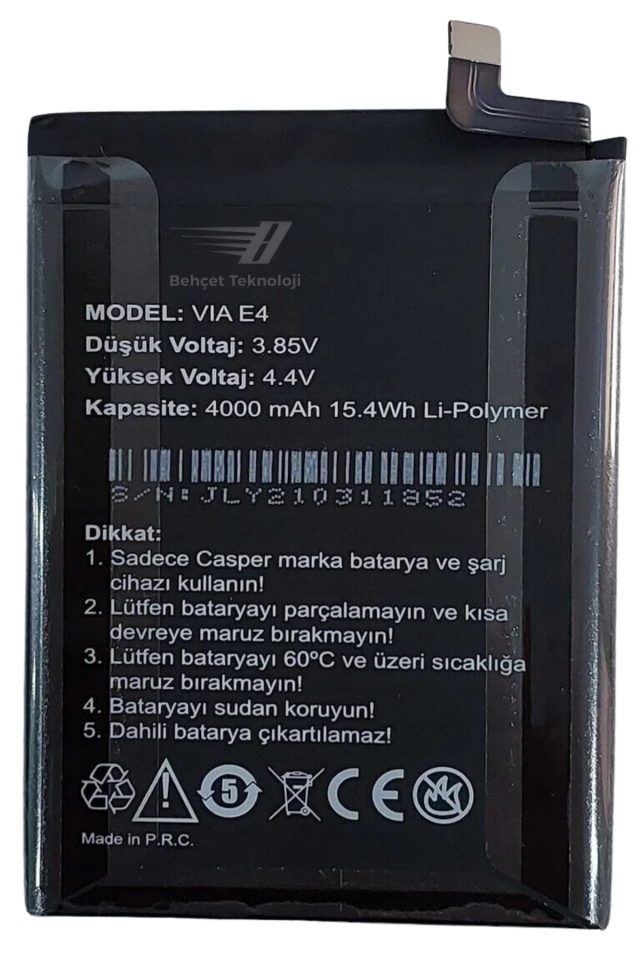 Behçet Teknoloji
MODEL: VIA E4
Düşük Voltaj: 3.85V
Yüksek Voltaj: 4.4V
Kapasite: 4000 mAh 15.4Wh Li-Polymer
S/N:JLY210311852
Dikkat:
1. Sadece Casper marka batarya ve şarj
cihazı kullanın!
2. Lütfen bataryayı parçalamayın ve kısa
devreye maruz bırakmayın!
3. Lütfen bataryayı 60ºC ve üzeri sıcaklığa
maruz bırakmayın!
4. Bataryayı sudan koruyun!
5. Dahili batarya çıkartılamaz!
5 CE
Made in P.R.C.